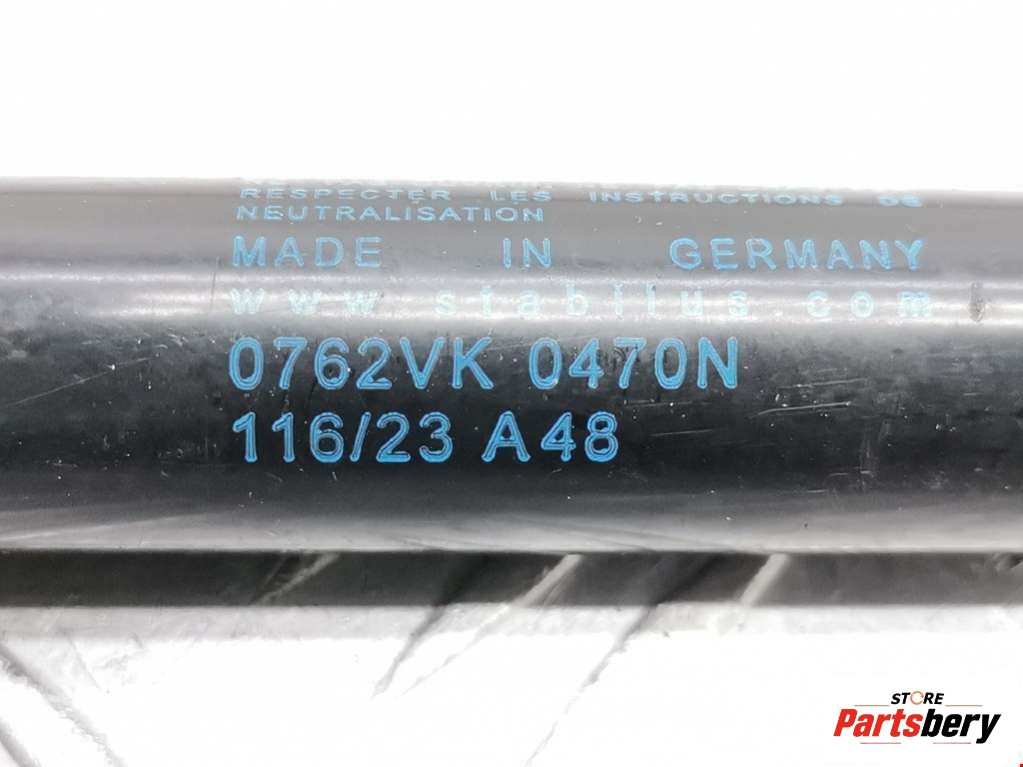 RESPECTER LES INSTRUCTIONS DE
NEUTRALISATION
MADE IN GERMANY
www.stabilus.com
0762VK 0470N
116/23 A48
STORE
Partsbery